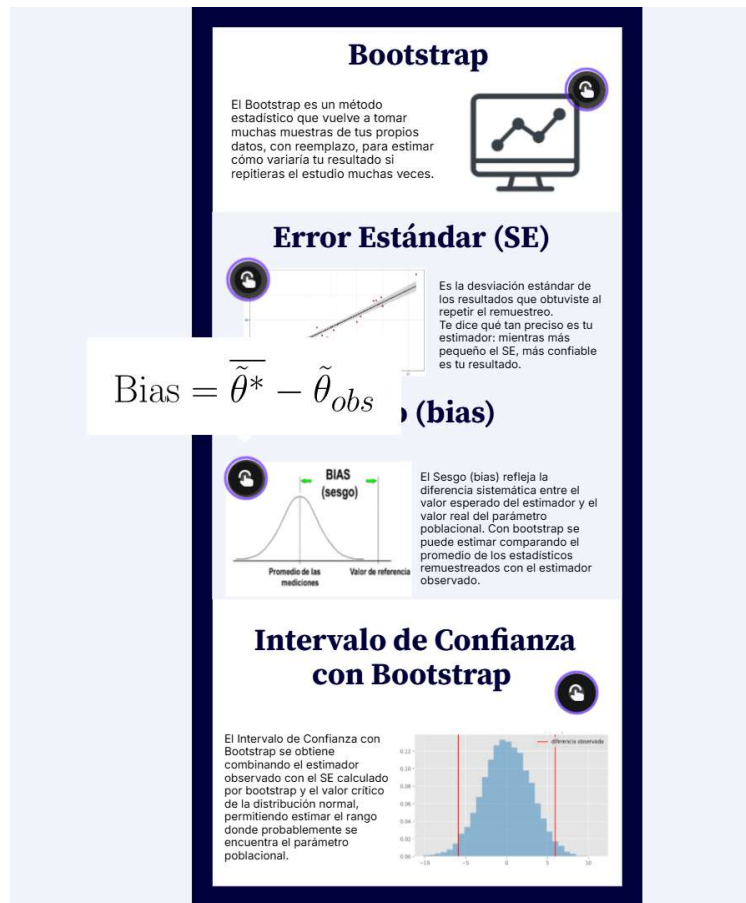 Bootstrap
El Bootstrap es un método
estadístico que vuelve a tomar
muchas muestras de tus propios
datos, con reemplazo, para estimar
cómo variaría tu resultado si
repitieras el estudio muchas veces.
Error Estándar (SE)
Es la desviación estándar de
los resultados que obtuviste al
repetir el remuestreo.
Te dice qué tan preciso es tu
estimador: mientras más
pequeño el SE, más confiable
es tu resultado.
Bias = \overline{\tilde{θ}*} − \tilde{θ}_{obs}
(bias)
BIAS
(sesgo)
Promedio de las
mediciones
Valor de referencia
El Sesgo (bias) refleja la
diferencia sistemática entre el
valor esperado del estimador y el
valor real del parámetro
poblacional. Con bootstrap se
puede estimar comparando el
promedio de los estadísticos
remuestreados con el estimador
observado.
Intervalo de Confianza
con Bootstrap
El Intervalo de Confianza con
Bootstrap se obtiene
combinando el estimador
observado con el SE calculado
por bootstrap y el valor crítico
de la distribución normal,
permitiendo estimar el rango
donde probablemente se
encuentra el parámetro
poblacional.
diferencia observada
0.12
0.10
0.08
0.06
0.04
0.02
0.00
−10 −5 0 5 10